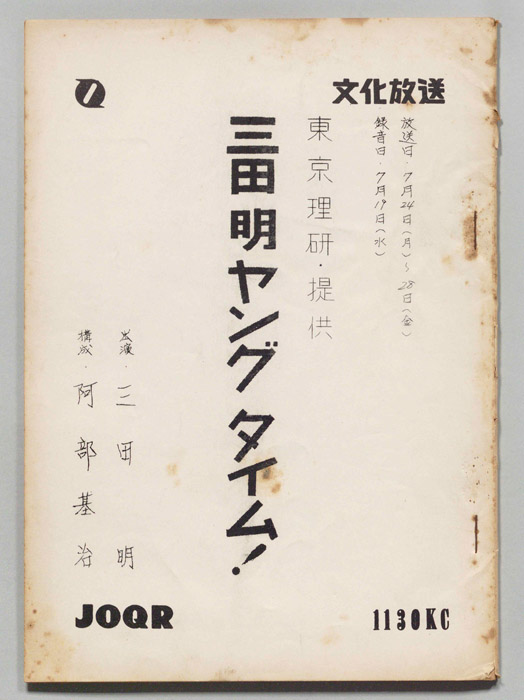 文化放送
放送日・7月24日(月)〜28日(金)
録音日・7月19日(水)
東京理研・提供
三田明ヤングタイム!
出演・三田明
構成・阿部基治
JOQR
1130KC